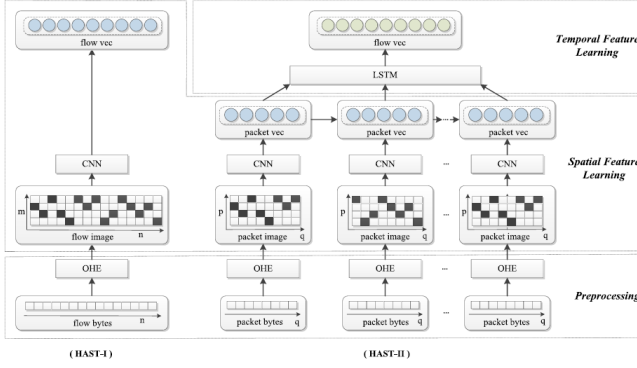 flow vec
flow vec
Temporal Feature
Learning
LSTM
packet vec
packet vec
...
packet vec
CNN
CNN
CNN
...
CNN
Spatial Feature
Learning
m
flow image
n
p
packet image
q
p
packet image
q
...
p
packet image
q
OHE
OHE
OHE
...
OHE
Preprocessing
flow bytes
n
packet bytes
q
packet bytes
q
...
packet bytes
q
( HAST-I )
( HAST-II )